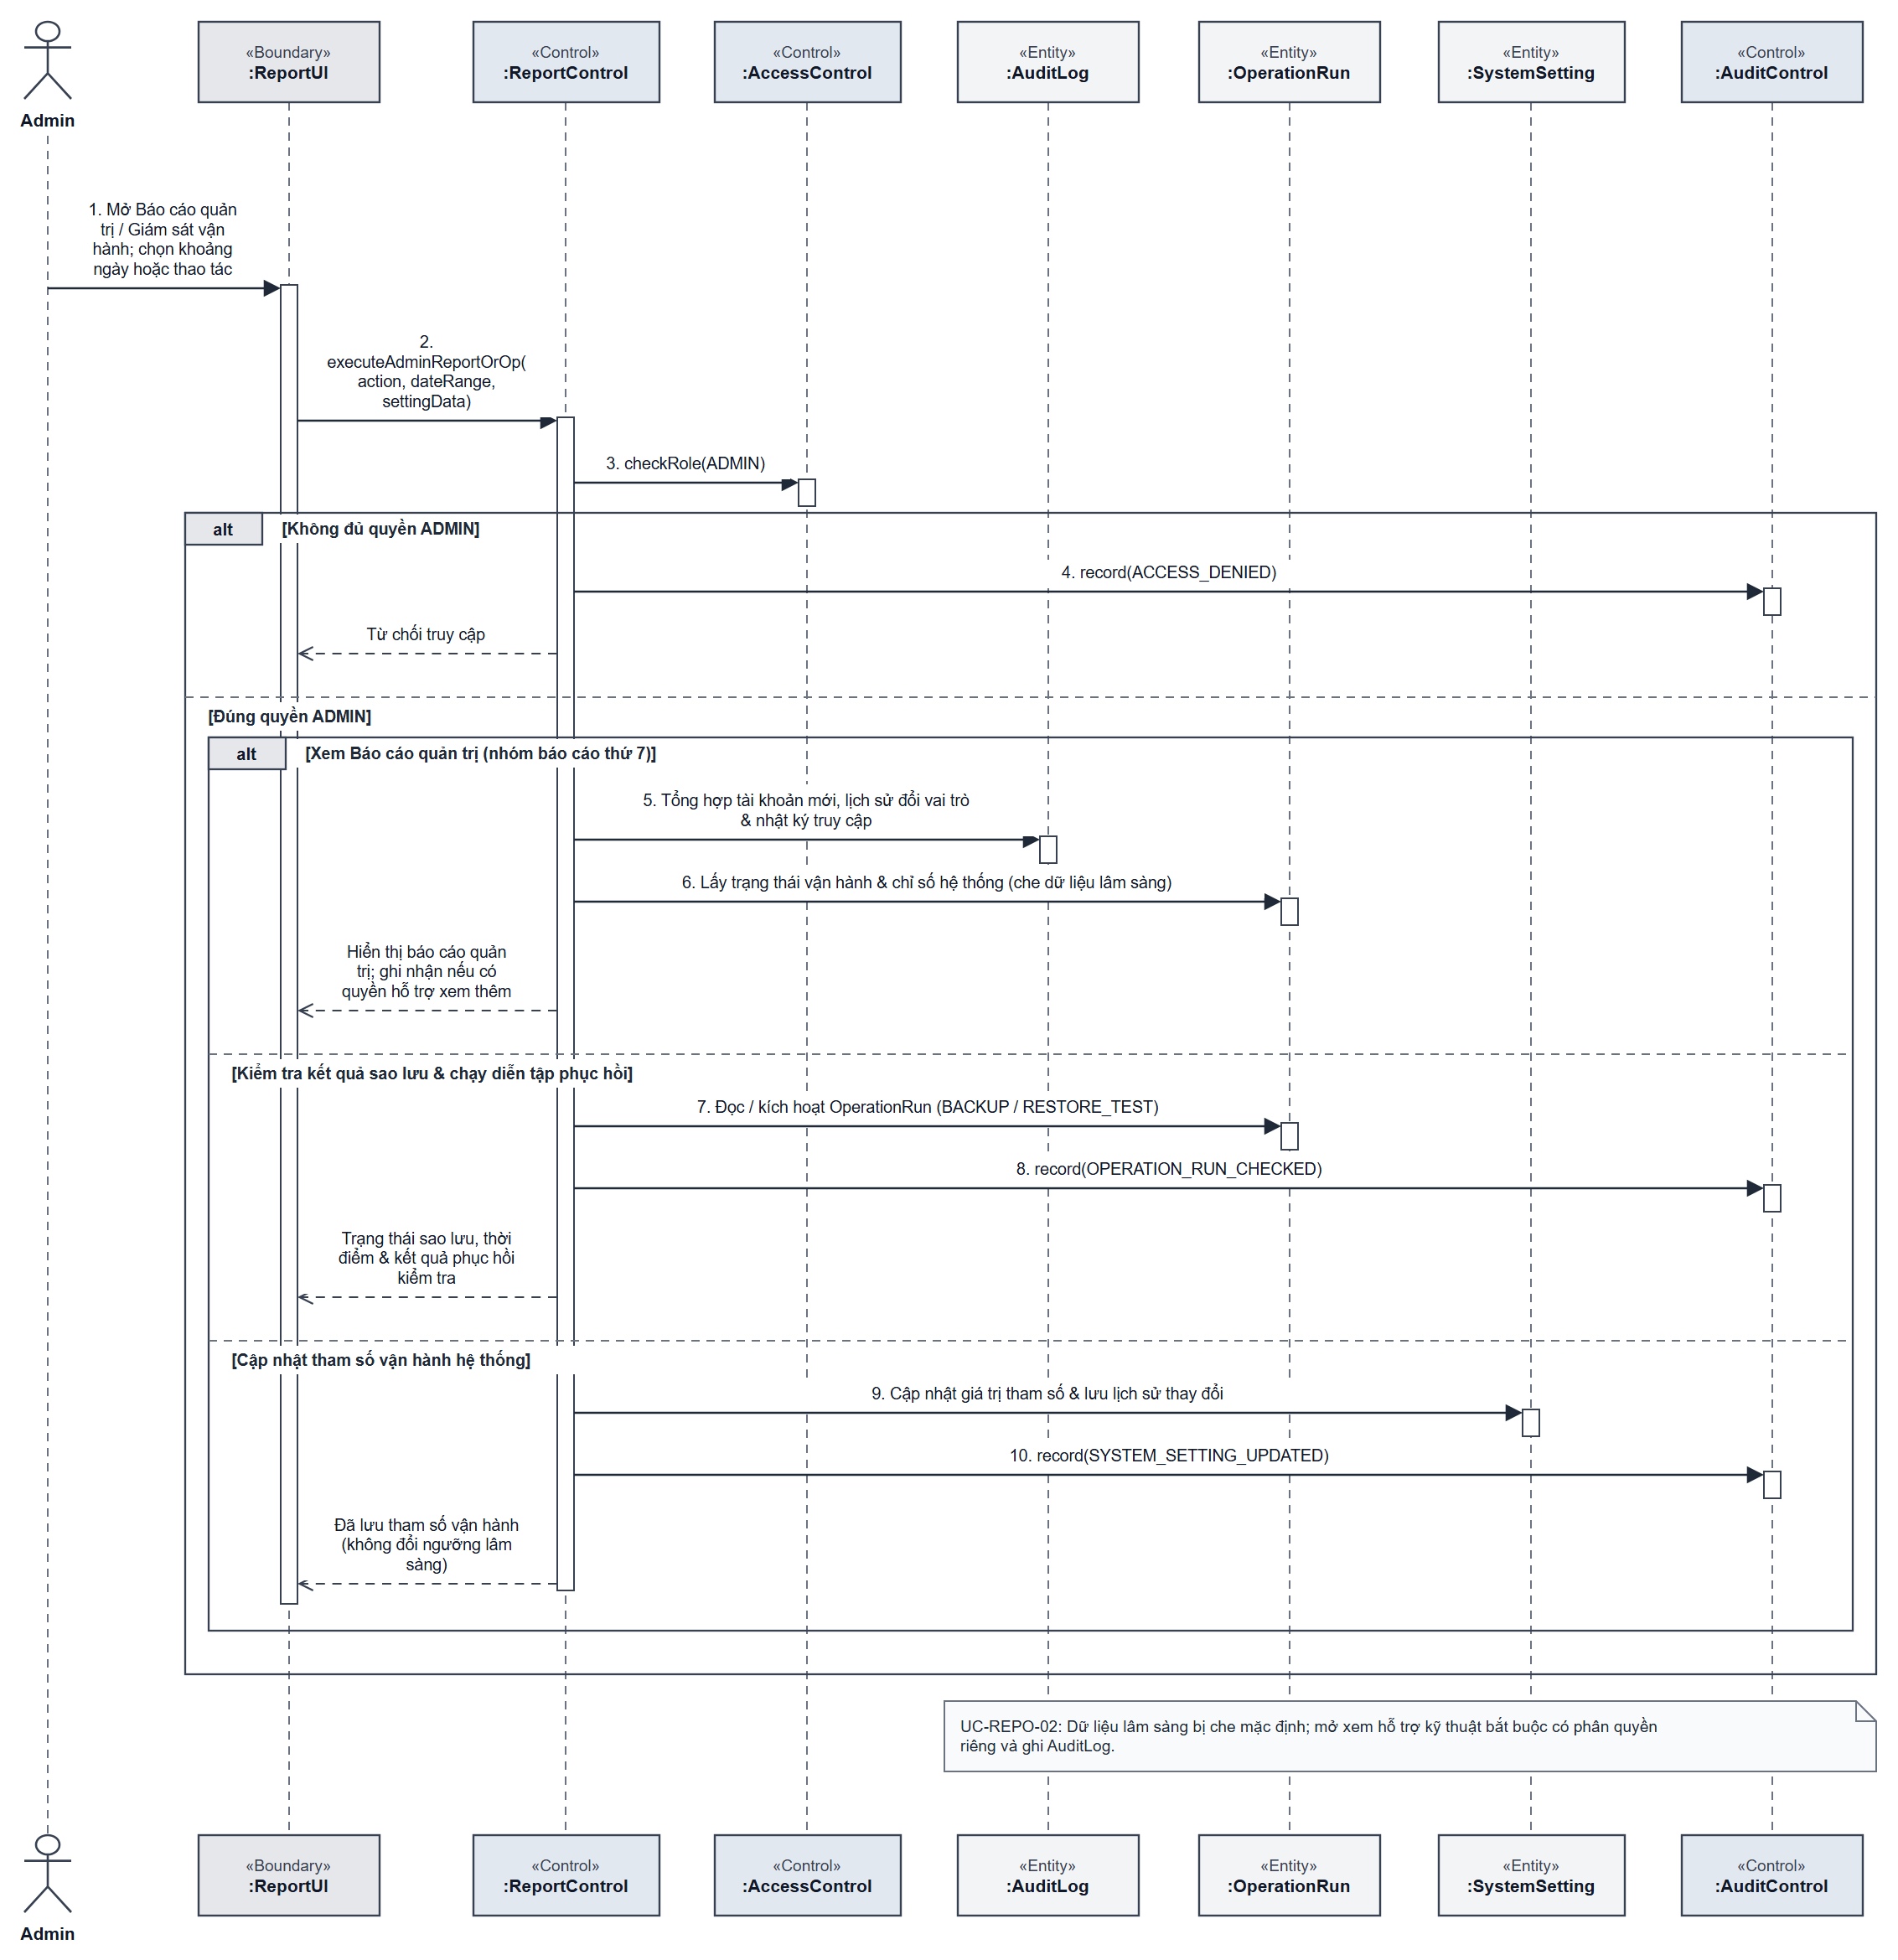 «Boundary»
:ReportUI
«Control»
:ReportControl
«Control»
:AccessControl
«Entity»
:AuditLog
«Entity»
:OperationRun
«Entity»
:SystemSetting
«Control»
:AuditControl
Admin
1. Mở Báo cáo quản
trị / Giám sát vận
hành; chọn khoảng
ngày hoặc thao tác
2.
executeAdminReportOrOp(
action, dateRange,
settingData)
3. checkRole(ADMIN)
alt
[Không đủ quyền ADMIN]
4. record(ACCESS_DENIED)
Từ chối truy cập
[Đúng quyền ADMIN]
alt
[Xem Báo cáo quản trị (nhóm báo cáo thứ 7)]
5. Tổng hợp tài khoản mới, lịch sử đổi vai trò
& nhật ký truy cập
6. Lấy trạng thái vận hành & chỉ số hệ thống (che dữ liệu lâm sàng)
Hiển thị báo cáo quản
trị; ghi nhận nếu có
quyền hỗ trợ xem thêm
[Kiểm tra kết quả sao lưu & chạy diễn tập phục hồi]
7. Đọc / kích hoạt OperationRun (BACKUP / RESTORE_TEST)
8. record(OPERATION_RUN_CHECKED)
Trạng thái sao lưu, thời
điểm & kết quả phục hồi
kiểm tra
[Cập nhật tham số vận hành hệ thống]
9. Cập nhật giá trị tham số & lưu lịch sử thay đổi
10. record(SYSTEM_SETTING_UPDATED)
Đã lưu tham số vận hành
(không đổi ngưỡng lâm
sàng)
UC-REPO-02: Dữ liệu lâm sàng bị che mặc định; mở xem hỗ trợ kỹ thuật bắt buộc có phân quyền
riêng và ghi AuditLog.
«Boundary»
:ReportUI
«Control»
:ReportControl
«Control»
:AccessControl
«Entity»
:AuditLog
«Entity»
:OperationRun
«Entity»
:SystemSetting
«Control»
:AuditControl
Admin